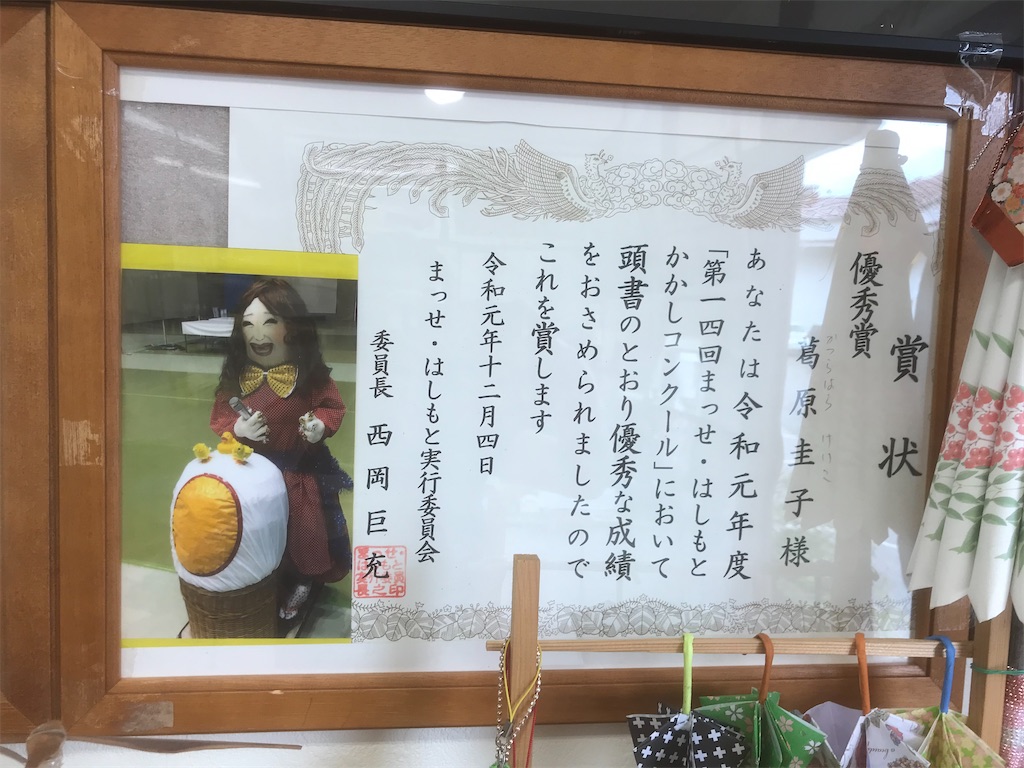 賞状
優秀賞
葛原圭子様
あなたは令和元年度
「第一四回まっせ・はしもと
かかしコンクール」において
頭書のとおり優秀な成績
をおさめられましたので
これを賞します
令和元年十二月四日
まっせ・はしもと実行委員会
委員長 西岡巨充